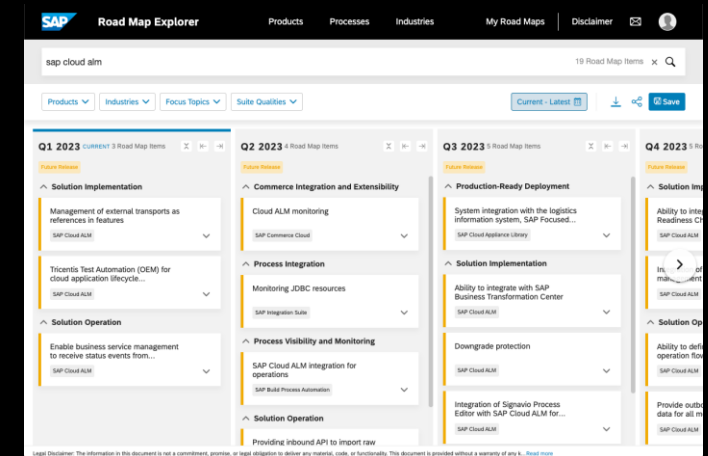 SAP Road Map Explorer Products Processes Industries My Road Maps Disclaimer
sap cloud alm 19 Road Map Items
Products Industries Focus Topics Suite Qualities Current - Latest Save
Q1 2023 CURRENT 3 Road Map Items
Future Release
Solution Implementation
Management of external transports as
references in features
SAP Cloud ALM
Tricentis Test Automation (OEM) for
cloud application lifecycle...
SAP Cloud ALM
Solution Operation
Enable business service management
to receive status events from...
SAP Cloud ALM
Q2 2023 4 Road Map Items
Future Release
Commerce Integration and Extensibility
Cloud ALM monitoring
SAP Commerce Cloud
Process Integration
Monitoring JDBC resources
SAP Integration Suite
Process Visibility and Monitoring
SAP Cloud ALM integration for
operations
SAP Build Process Automation
Solution Operation
Providing inbound API to import raw
Q3 2023 5 Road Map Items
Future Release
Production-Ready Deployment
System integration with the logistics
information system, SAP Focused...
SAP Cloud Appliance Library
Solution Implementation
Ability to integrate with SAP
Business Transformation Center
SAP Cloud ALM
Downgrade protection
SAP Cloud ALM
Integration of Signavio Process
Editor with SAP Cloud ALM for...
SAP Cloud ALM
Q4 2023 5
Future Release
Solution
Ability to
Readiness
SAP Cloud ALM
SAP Cloud ALM
Solution
Ability to
operation
SAP Cloud ALM
Provide
data for all
SAP Cloud ALM
Legal Disclaimer: The information in this document is not a commitment, promise, or legal obligation to deliver any material, code, or functionality. This document is provided without a warranty of any k... Read more